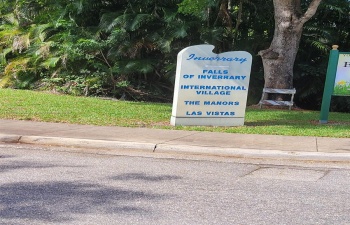 Inverrary
FALLS
OF INVERRARY
INTERNATIONAL
VILLAGE
THE MANORS
LAS VISTAS